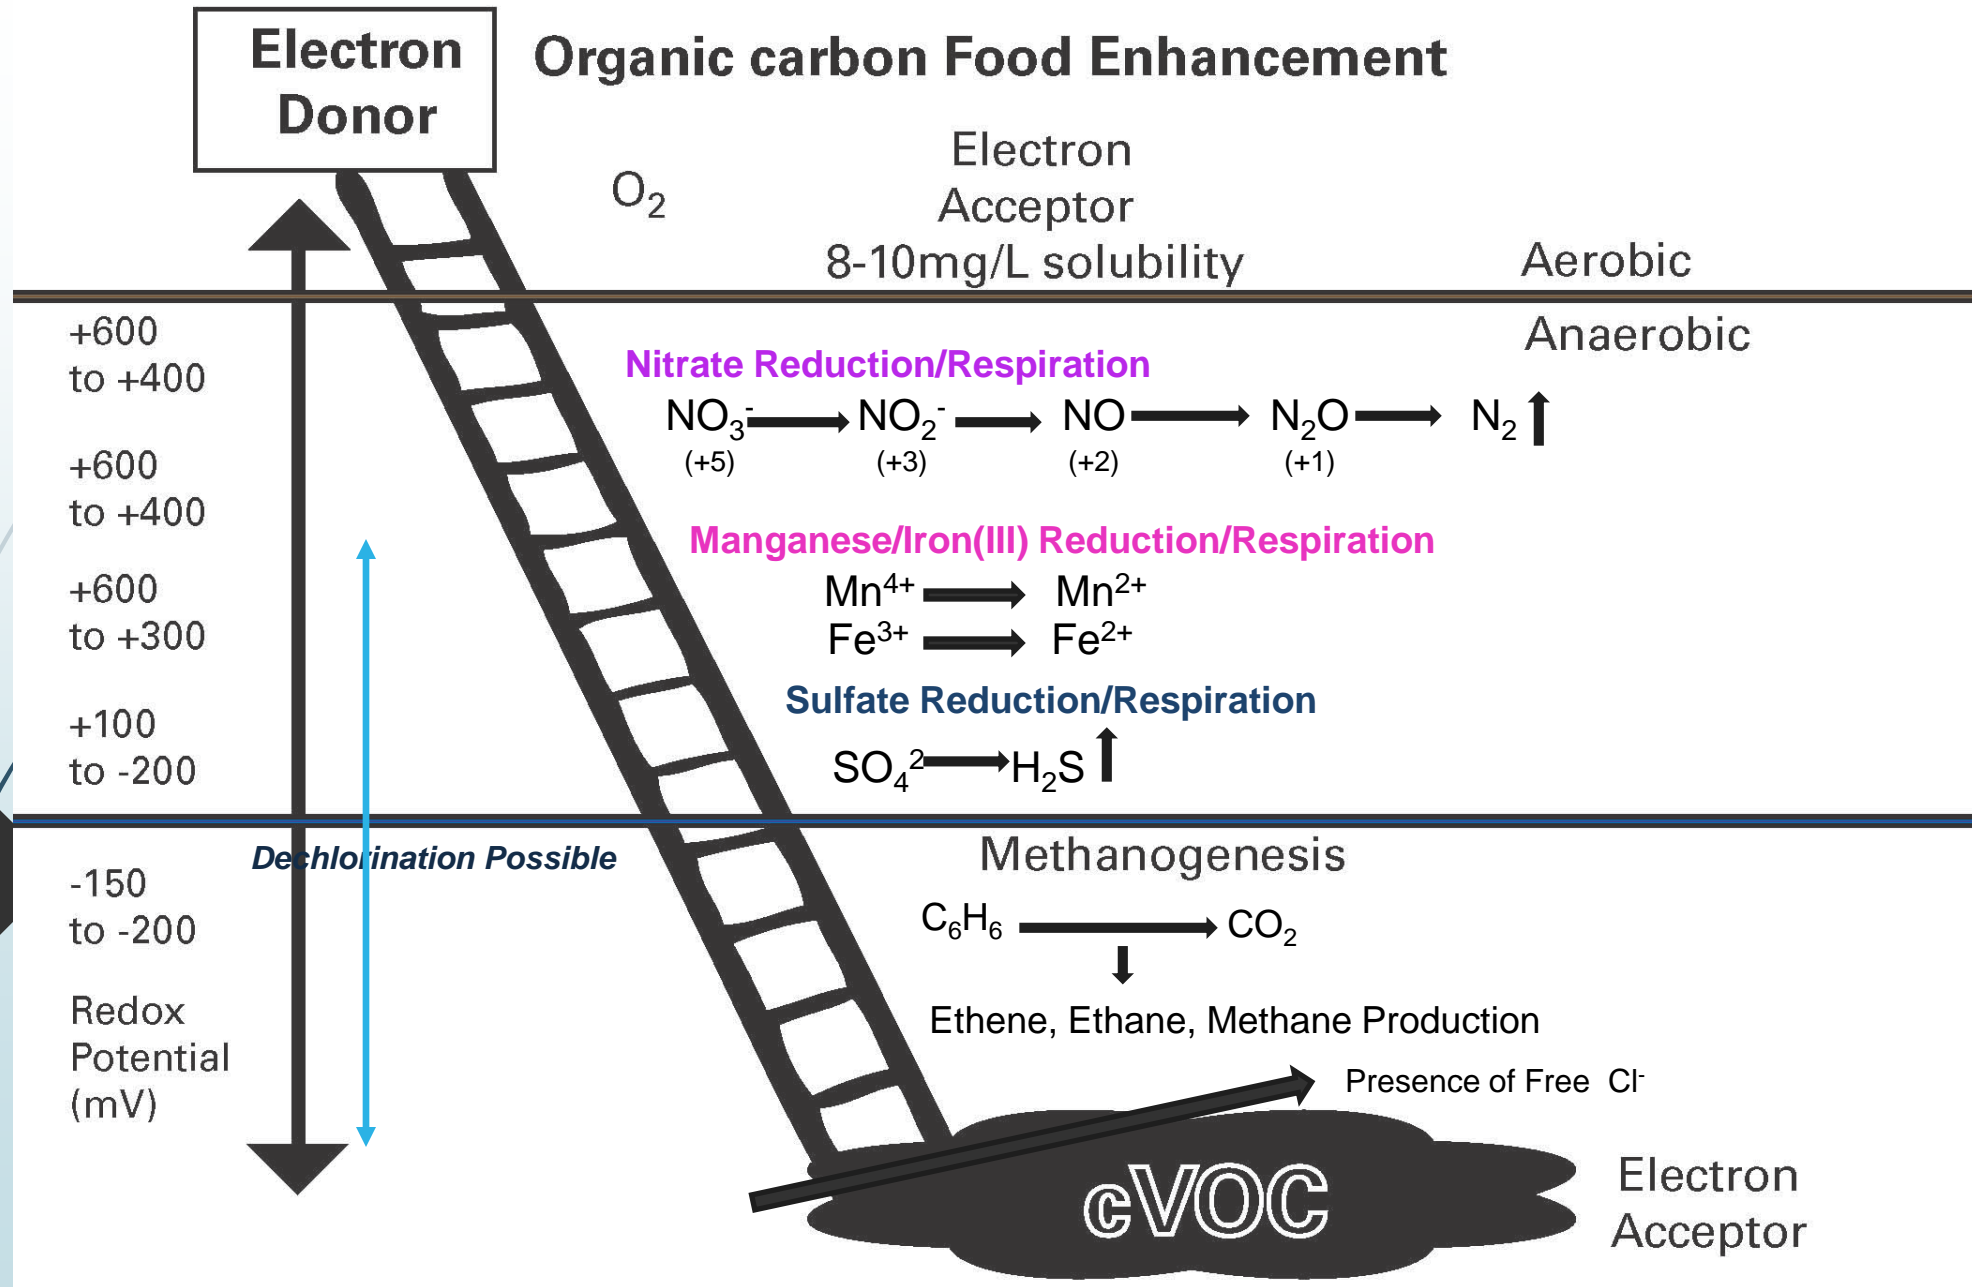 Electron
Donor
Organic carbon Food Enhancement
O₂
Electron
Acceptor
8-10mg/L solubility
Aerobic
+600
to +400
Anaerobic
Nitrate Reduction/Respiration
NO₃⁻ → NO₂⁻ → NO → N₂O → N₂ ↑
(+5) (+3) (+2) (+1)
+600
to +400
Manganese/Iron(III) Reduction/Respiration
+600
to +300
Mn⁴⁺ → Mn²⁺
Fe³⁺ → Fe²⁺
Sulfate Reduction/Respiration
+100
to -200
SO₄² → H₂S ↑
Dechlorination Possible
Methanogenesis
-150
to -200
C₆H₆ → CO₂
↓
Ethene, Ethane, Methane Production
Redox
Potential
(mV)
Presence of Free Cl⁻
cVOC
Electron
Acceptor